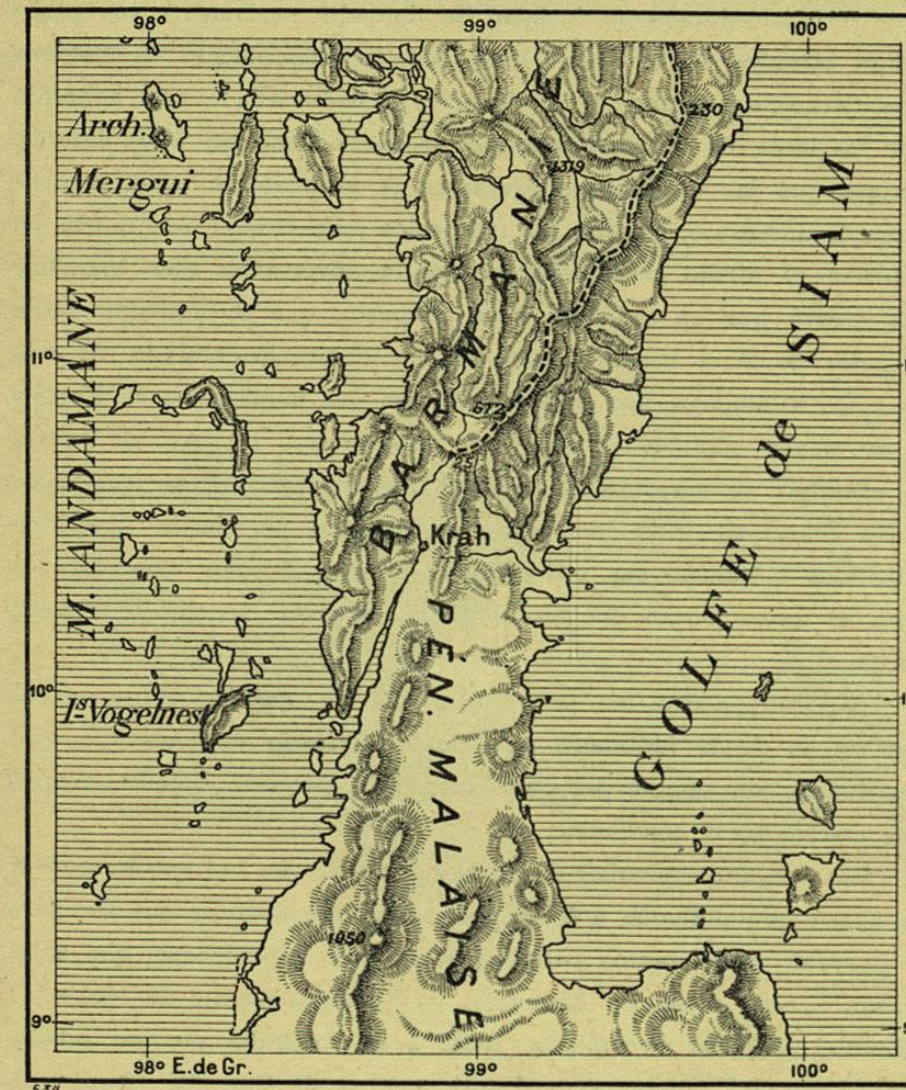 98°
99°
100°
230
Arch.
Mergui
1319
BARMANIE
GOLFE de SIAM
M. ANDAMANE
11°
672
Krah
PÉN. MALAISE
10°
Is Vogelnest
1050
9°
98° E. de Gr.
99°
100°